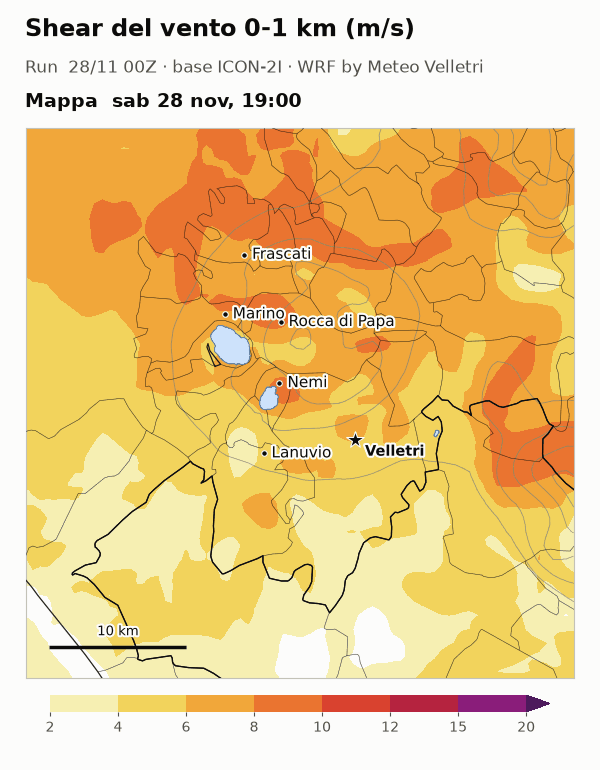 Shear del vento 0-1 km (m/s)
Run  28/11 00Z · base ICON-2I · WRF by Meteo Velletri
Mappa  sab 28 nov, 19:00
Frascati
Marino
Rocca di Papa
Nemi
Velletri
Lanuvio
10 km
2 4 6 8 10 12 15 20